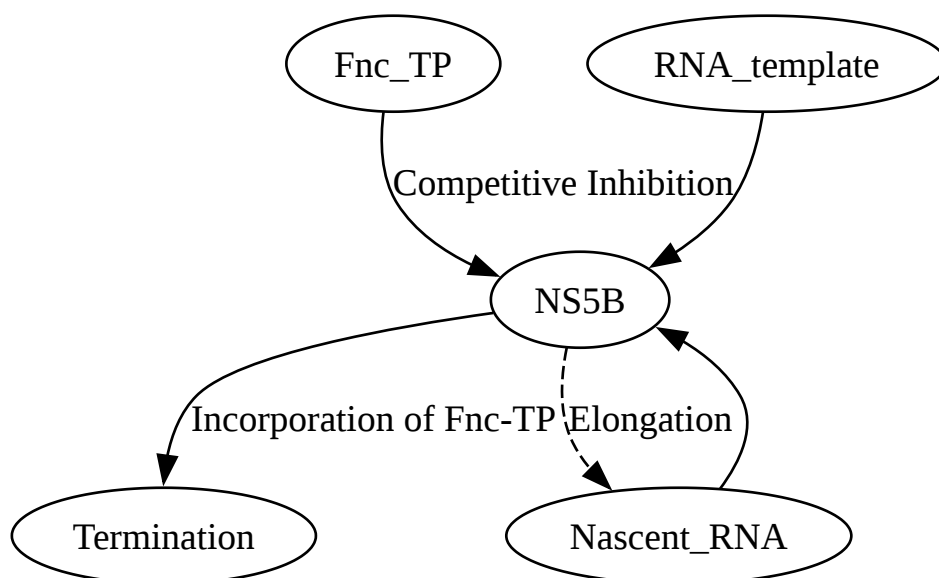 Fnc_TP
RNA_template
Competitive Inhibition
NS5B
Incorporation of Fnc-TP
Elongation
Termination
Nascent_RNA